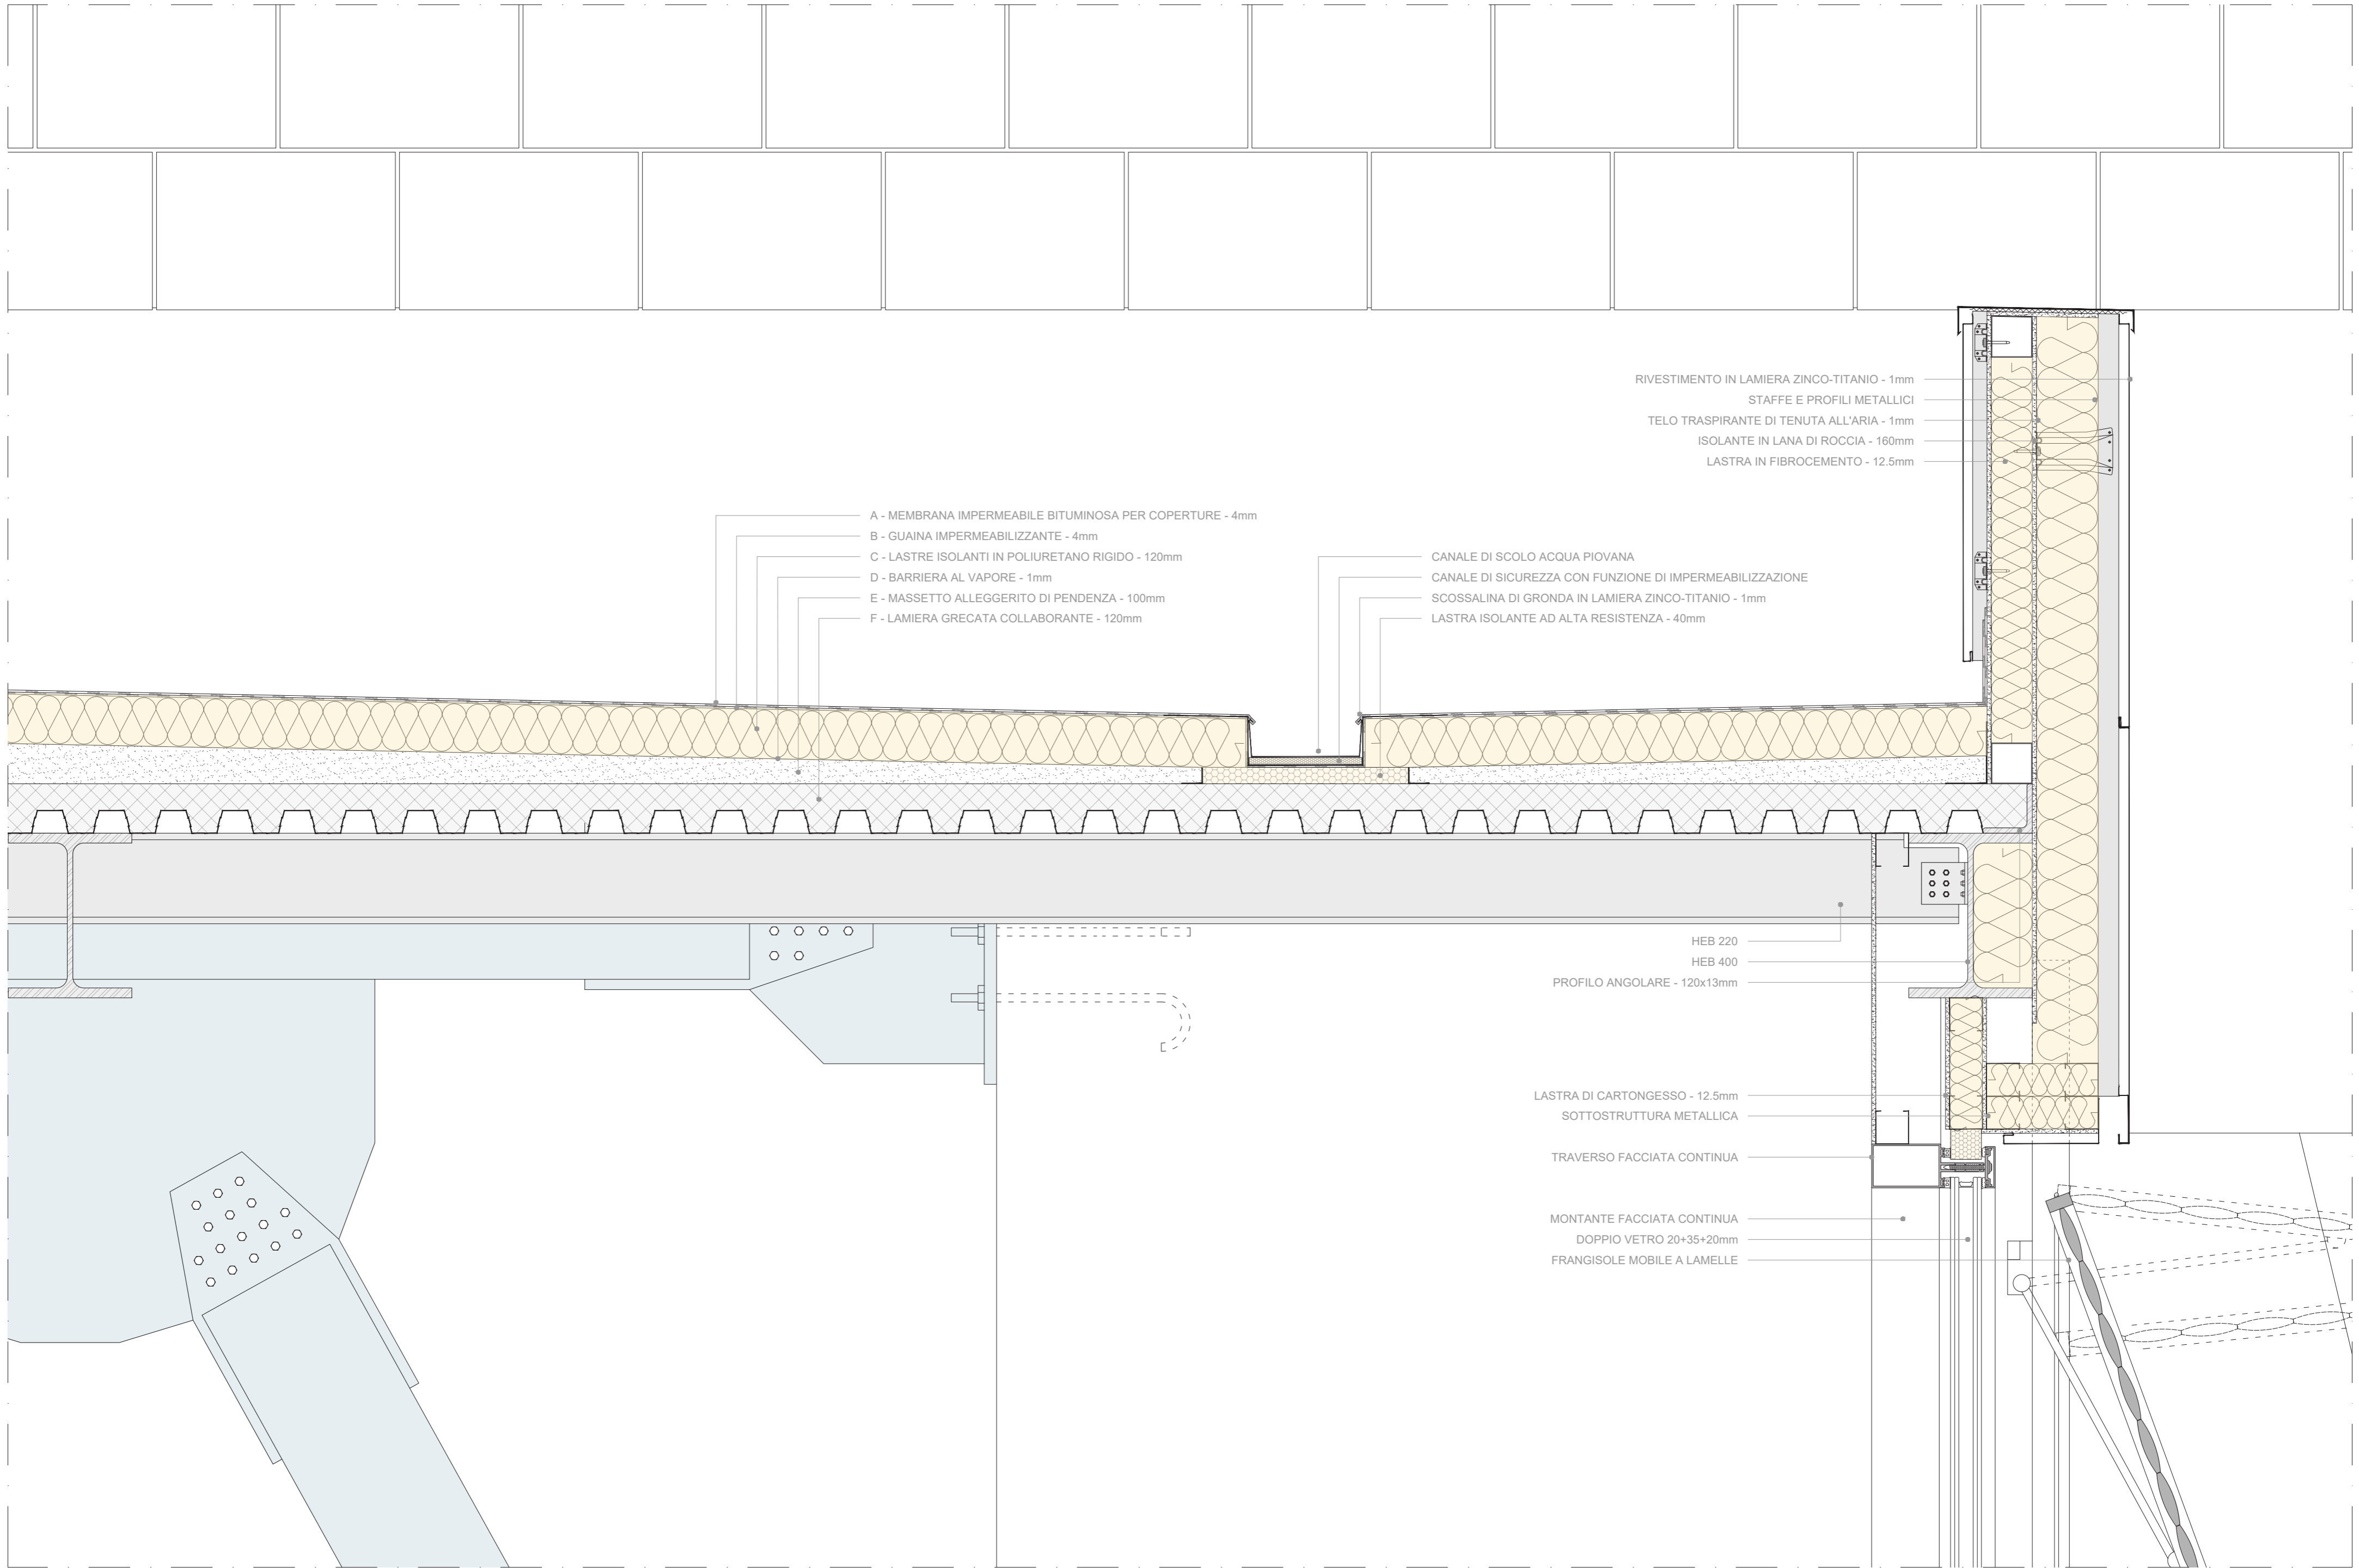 RIVESTIMENTO IN LAMIERA ZINCO-TITANIO - 1mm
STAFFE E PROFILI METALLICI
TELO TRASPIRANTE DI TENUTA ALL'ARIA - 1mm
ISOLANTE IN LANA DI ROCCIA - 160mm
LASTRA IN FIBROCEMENTO - 12.5mm
A - MEMBRANA IMPERMEABILE BITUMINOSA PER COPERTURE - 4mm
B - GUAINA IMPERMEABILIZZANTE - 4mm
C - LASTRE ISOLANTI IN POLIURETANO RIGIDO - 120mm
D - BARRIERA AL VAPORE - 1mm
E - MASSETTO ALLEGGERITO DI PENDENZA - 100mm
F - LAMIERA GRECATA COLLABORANTE - 120mm
CANALE DI SCOLO ACQUA PIOVANA
CANALE DI SICUREZZA CON FUNZIONE DI IMPERMEABILIZZAZIONE
SCOSSALINA DI GRONDA IN LAMIERA ZINCO-TITANIO - 1mm
LASTRA ISOLANTE AD ALTA RESISTENZA - 40mm
HEB 220
HEB 400
PROFILO ANGOLARE - 120x13mm
LASTRA DI CARTONGESSO - 12.5mm
SOTTOSTRUTTURA METALLICA
TRAVERSO FACCIATA CONTINUA
MONTANTE FACCIATA CONTINUA
DOPPIO VETRO 20+35+20mm
FRANGISOLE MOBILE A LAMELLE